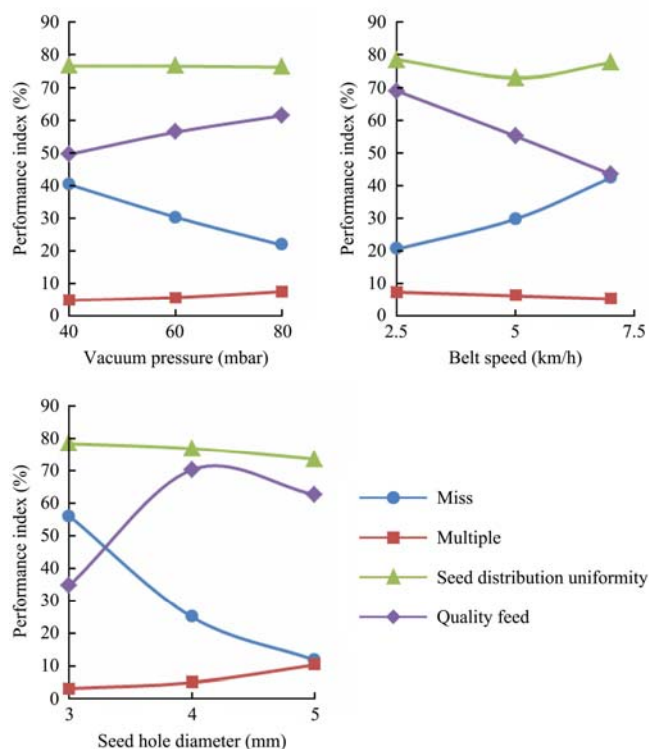 90
80
70
60
50
40
30
20
10
0
Performance index (%)
40 60 80
Vacuum pressure (mbar)
90
80
70
60
50
40
30
20
10
0
Performance index (%)
2.5 5 7.5
Belt speed (km/h)
90
80
70
60
50
40
30
20
10
0
Performance index (%)
3 4 5
Seed hole diameter (mm)
Miss
Multiple
Seed distribution uniformity
Quality feed